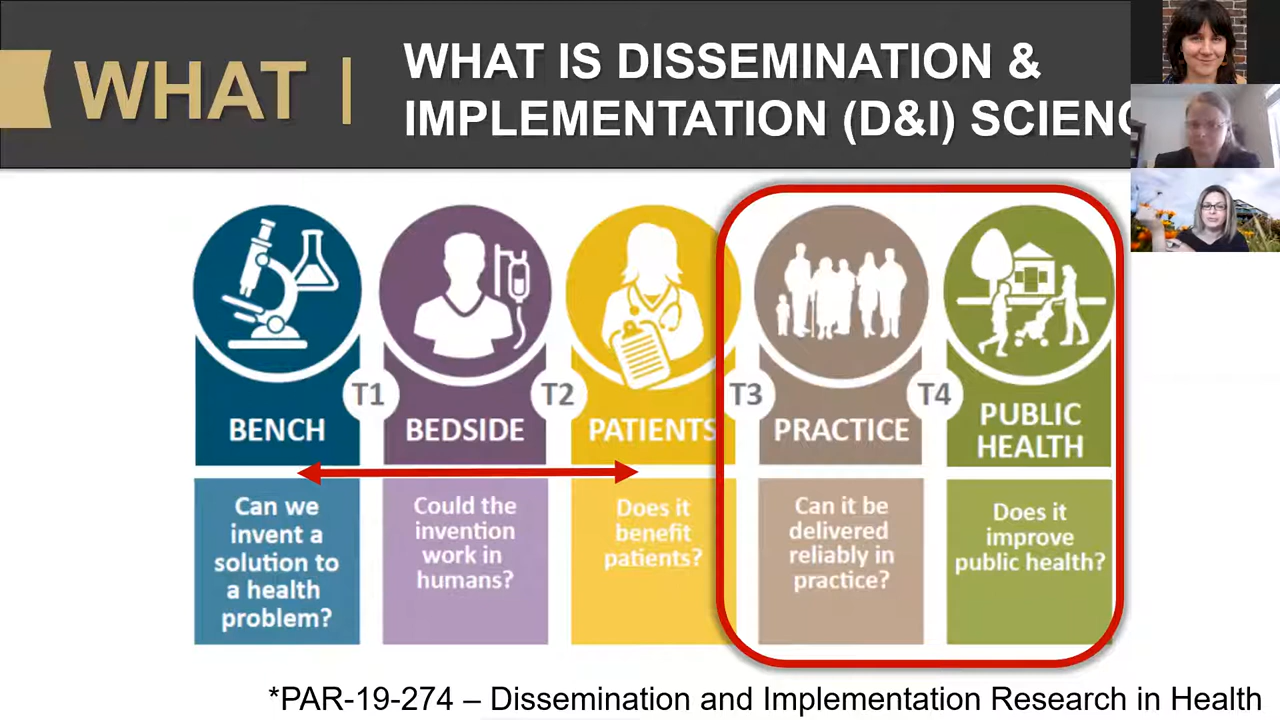 WHAT
WHAT IS DISSEMINATION &
IMPLEMENTATION (D&I) SCIENC
T1
T2
T3
T4
BENCH
BEDSIDE
PATIENTS
PRACTICE
PUBLIC
HEALTH
Can we
invent a
solution to
a health
problem?
Could the
invention
work in
humans?
Does it
benefit
patients?
Can it be
delivered
reliably in
practice?
Does it
improve
public health?
*PAR-19-274 – Dissemination and Implementation Research in Health